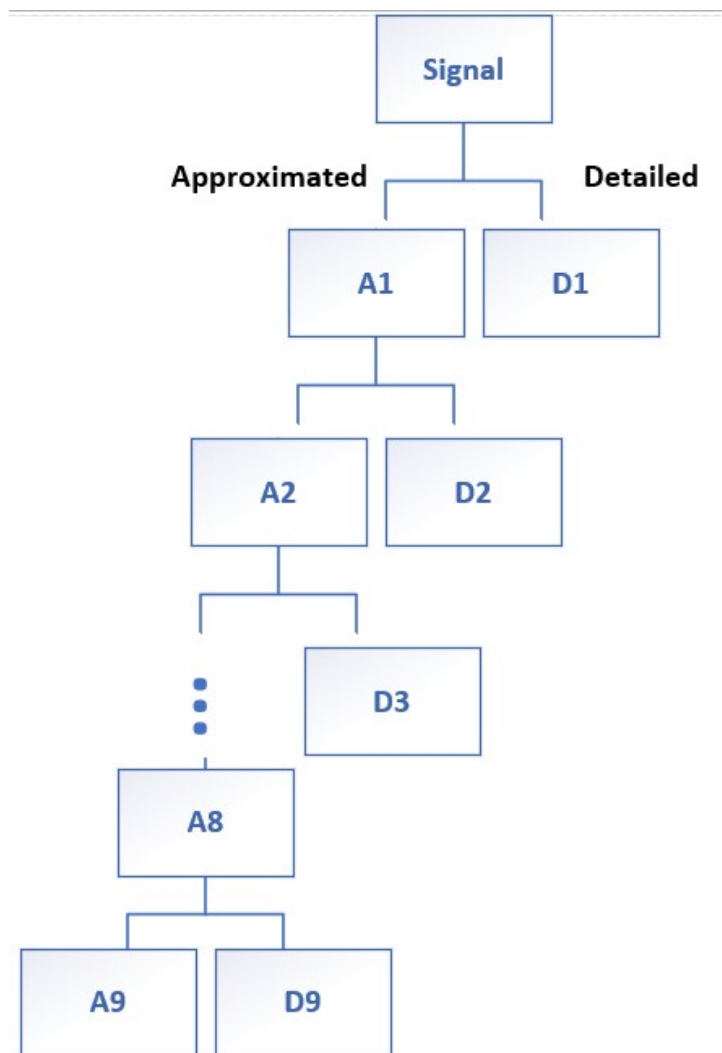 Signal
Approximated
Detailed
A1
D1
A2
D2
D3
A8
A9
D9